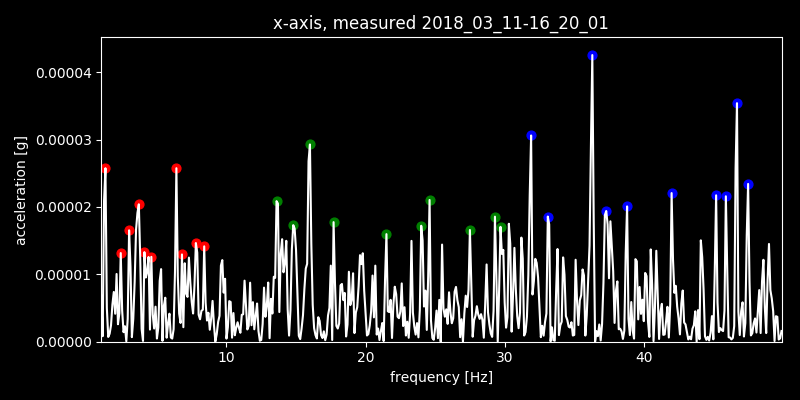 x-axis, measured 2018_03_11-16_20_01
0.00004
0.00003
0.00002
0.00001
0.00000
acceleration [g]
10 20 30 40
frequency [Hz]